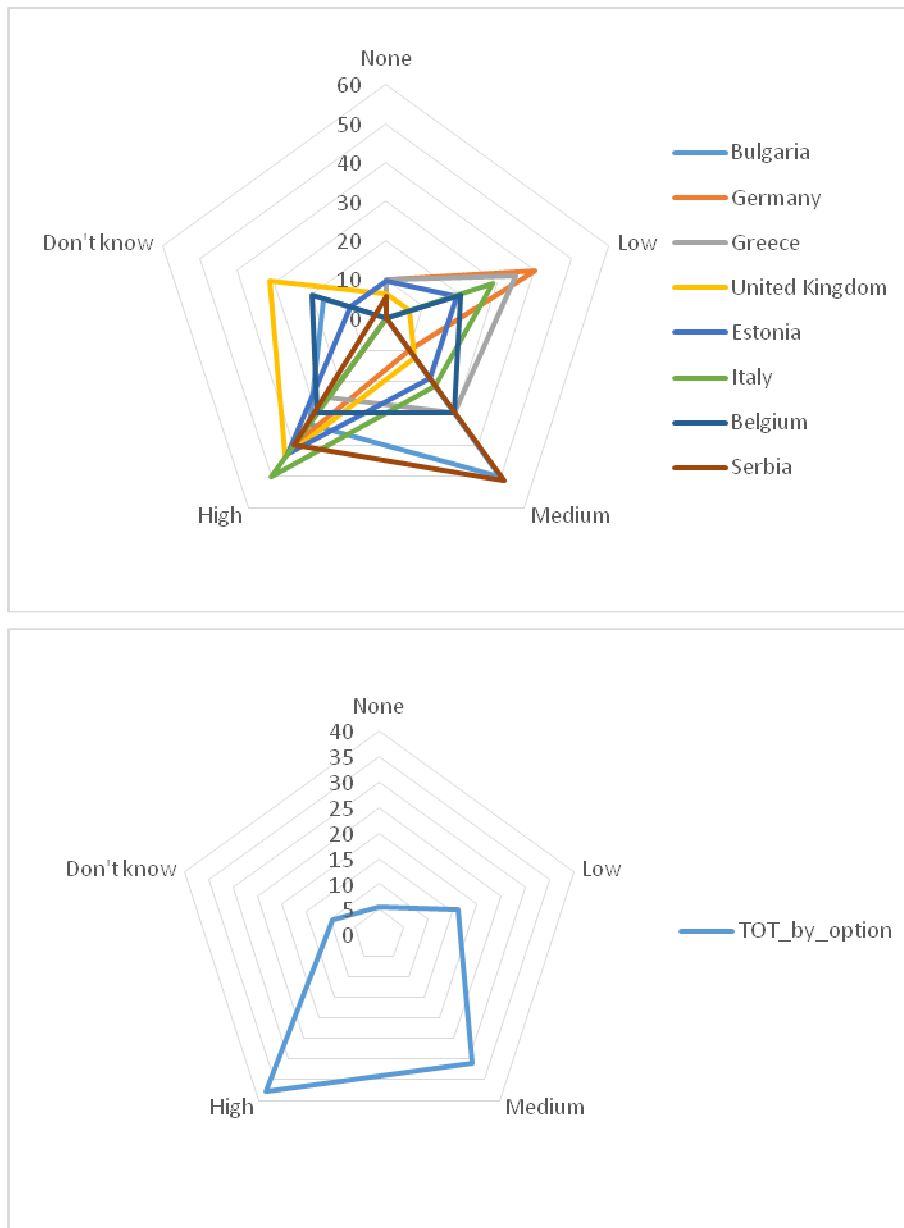 None
60
50
40
30
20
10
0
Don't know
Low
High
Medium
Bulgaria
Germany
Greece
United Kingdom
Estonia
Italy
Belgium
Serbia
None
40
35
30
25
20
15
10
5
0
Don't know
Low
High
Medium
TOT_by_option